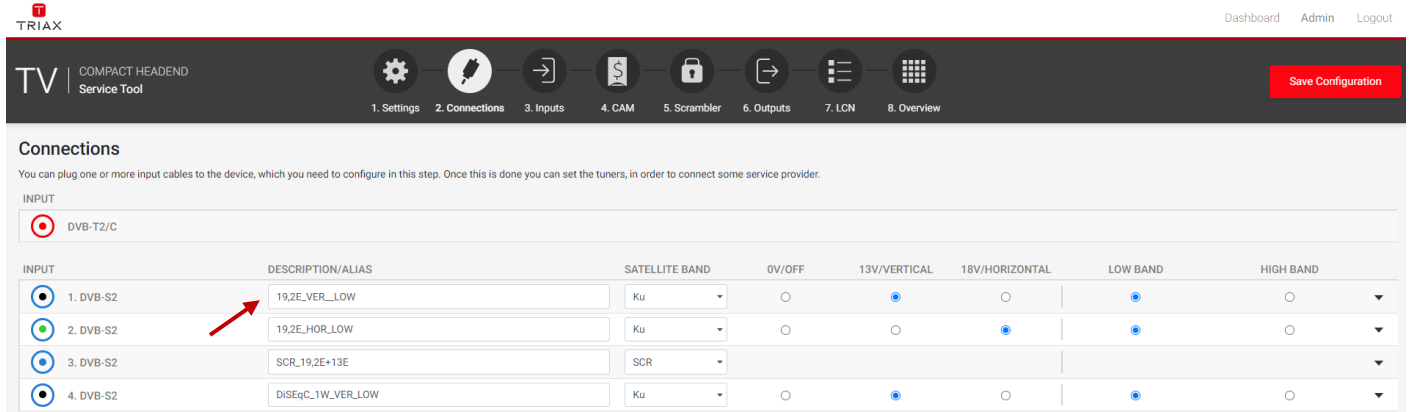 TRIAX
Dashboard Admin Logout
TV COMPACT HEADEND
Service Tool
1. Settings 2. Connections 3. Inputs 4. CAM 5. Scrambler 6. Outputs 7. LCN 8. Overview
Save Configuration
Connections
You can plug one or more input cables to the device, which you need to configure in this step. Once this is done you can set the tuners, in order to connect some service provider.
INPUT
DVB-T2/C
INPUT DESCRIPTION/ALIAS SATELLITE BAND 0V/OFF 13V/VERTICAL 18V/HORIZONTAL LOW BAND HIGH BAND
1. DVB-S2 19,2E_VER__LOW Ku
2. DVB-S2 19,2E_HOR_LOW Ku
3. DVB-S2 SCR_19,2E+13E SCR
4. DVB-S2 DiSEqC_1W_VER_LOW Ku